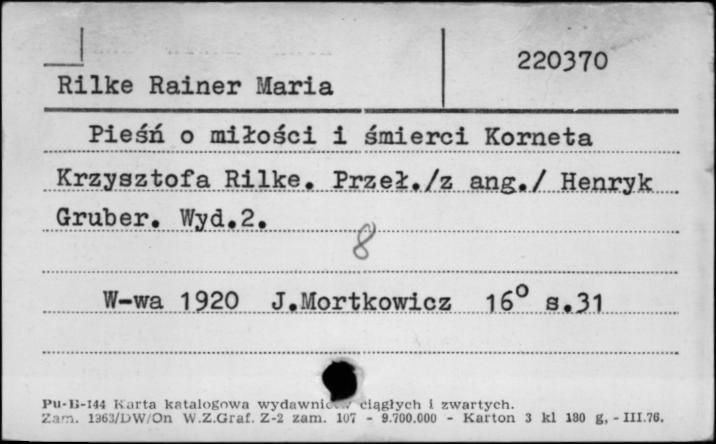 220370
Rilke Rainer Maria
Pieśń o miłości i śmierci Korneta
Krzysztofa Rilke. Przeł./z ang./ Henryk
Gruber. Wyd.2.
8
W-wa 1920 J.Mortkowicz 16° s.31
Pu-B-144 Karta katalogowa ciągłych i zwartych.
Zam. 1363/DW/On W.Z.Graf. Z-2 zam. 107 - 9.700.000 - Karton 3 kl 180 g, - III.76.